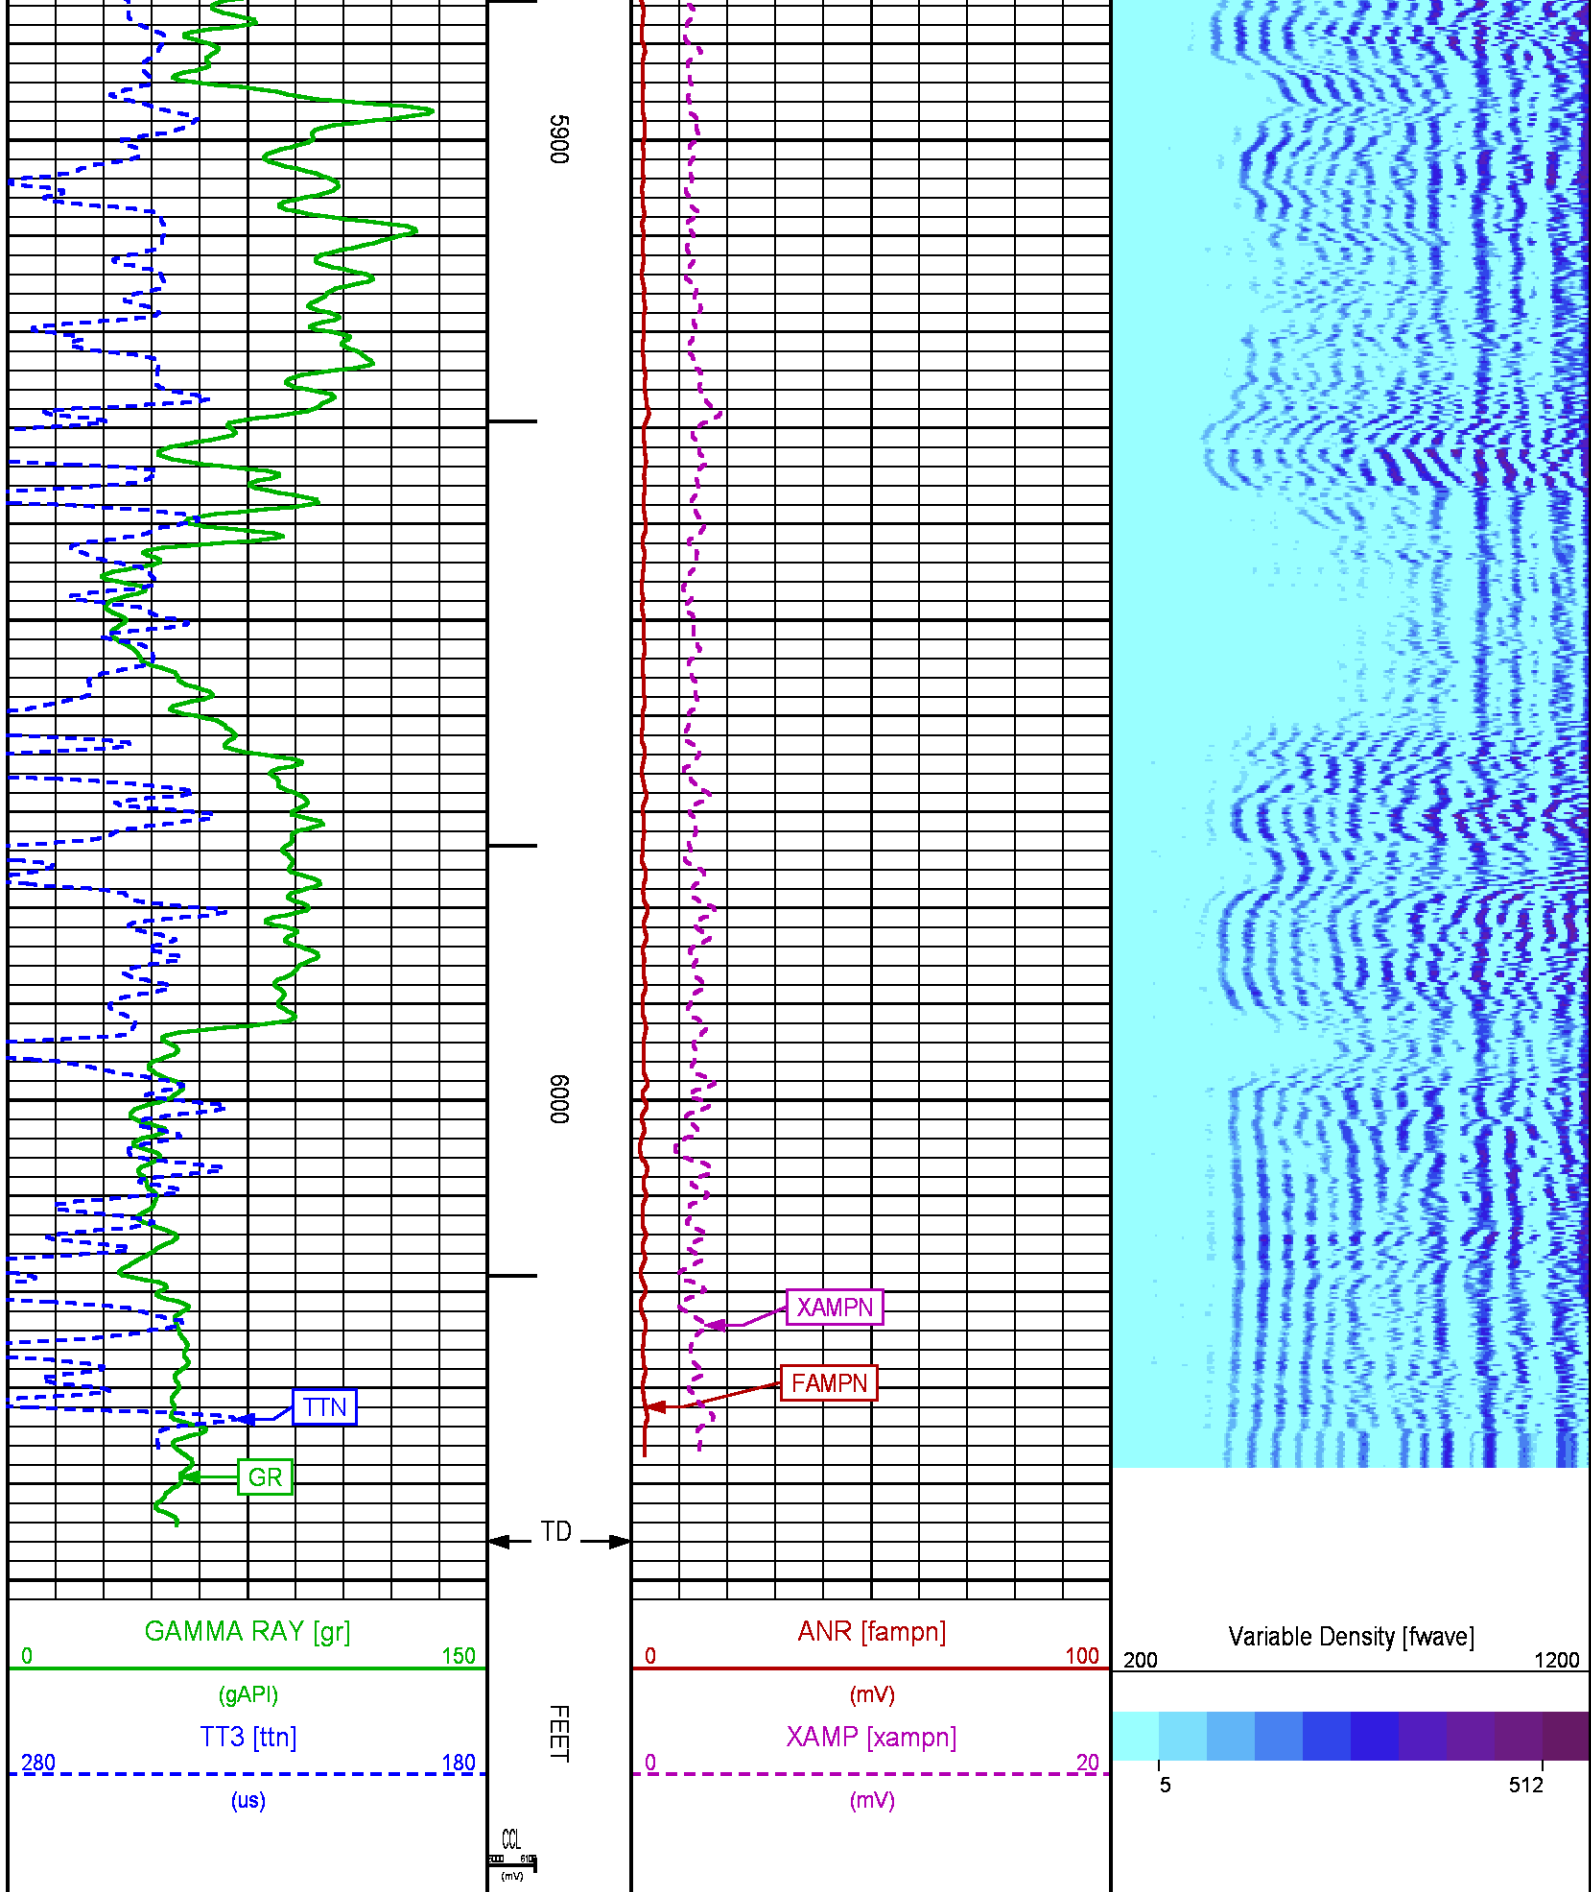 5900
6000
XAMPN
FAMPN
TTN
GR
TD
GAMMA RAY [gr]
0 150
(gAPI)
TT3 [ttn]
280 180
(us)
FEET
CCL
(mV)
ANR [fampn]
0 100
(mV)
XAMP [xampn]
0 20
(mV)
Variable Density [fwave]
200 1200
5 512